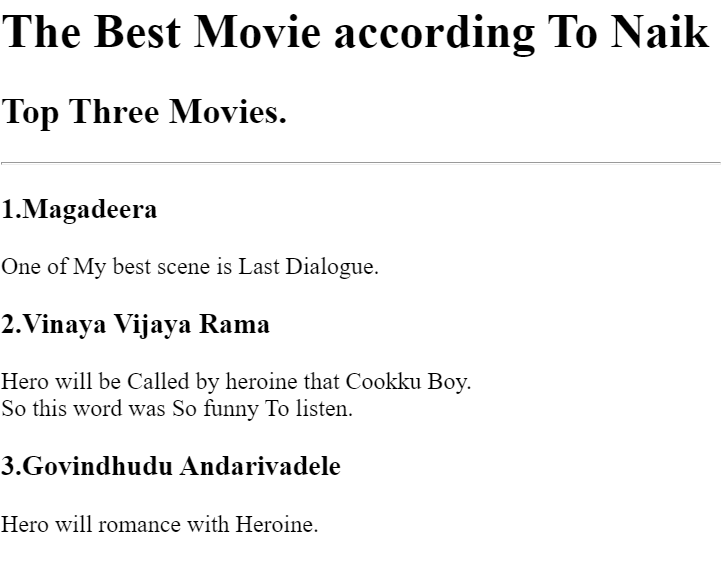 The Best Movie according To Naik
Top Three Movies.
1.Magadeera
One of My best scene is Last Dialogue.
2.Vinaya Vijaya Rama
Hero will be Called by heroine that Cookku Boy.
So this word was So funny To listen.
3.Govindhudu Andarivadele
Hero will romance with Heroine.